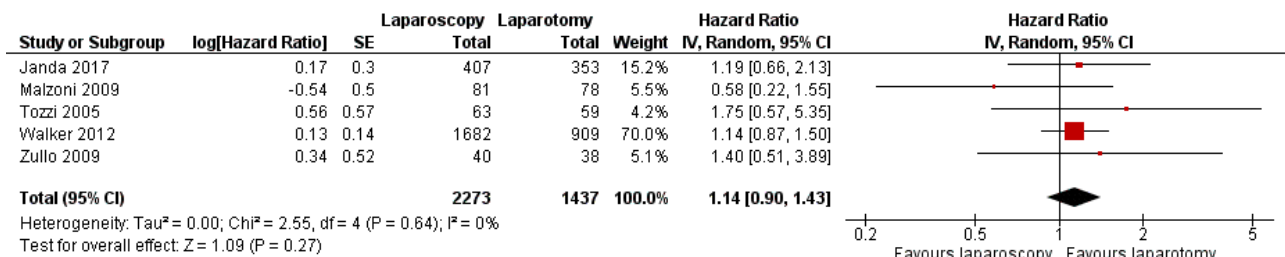 Laparoscopy Laparotomy Hazard Ratio Hazard Ratio
Study or Subgroup log[Hazard Ratio] SE Total Total Weight IV, Random, 95% CI IV, Random, 95% CI
Janda 2017 0.17 0.3 407 353 15.2% 1.19 [0.66, 2.13]
Malzoni 2009 -0.54 0.5 81 78 5.5% 0.58 [0.22, 1.55]
Tozzi 2005 0.56 0.57 63 59 4.2% 1.75 [0.57, 5.35]
Walker 2012 0.13 0.14 1682 909 70.0% 1.14 [0.87, 1.50]
Zullo 2009 0.34 0.52 40 38 5.1% 1.40 [0.51, 3.89]
Total (95% CI) 2273 1437 100.0% 1.14 [0.90, 1.43]
Heterogeneity: Tau² = 0.00; Chi² = 2.55, df = 4 (P = 0.64); I² = 0%
Test for overall effect: Z = 1.09 (P = 0.27)
0.2 0.5 1 2 5
Favours laparoscopy Favours laparotomy